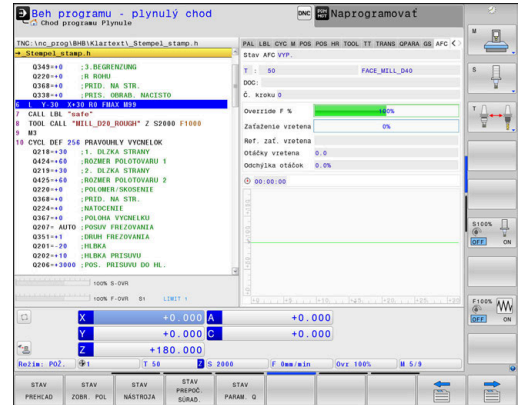 Beh programu - plynulý chod
Chod programu Plynule
DNC
Naprogramovať
TNC:\nc_prog\BHB\Klartext\_Stempel_stamp.h
→_Stempel_stamp.h
Q349=+0 ;3.BEGRENZUNG
Q220=+0 ;R ROHU
Q368=+0 ;PRID. NA STR.
Q338=+0 ;PRIS. OBRAB. NACISTO
6 L Y-30 X+30 R0 FMAX M99
7 CALL LBL "safe"
8 TOOL CALL "MILL_D20_ROUGH" Z S2000 F1000
9 M3
10 CYCL DEF 256 PRAVOUHLY VYCNELOK
Q218=+30 ;1. DLZKA STRANY
Q424=+60 ;ROZMER POLOTOVARU 1
Q219=+30 ;2. DLZKA STRANY
Q425=+60 ;ROZMER POLOTOVARU 2
Q220=+0 ;POLOMER/SKOSENIE
Q368=+0 ;PRID. NA STR.
Q224=+0 ;NATOCENIE
Q367=+0 ;POLOHA VYCNELKU
Q207= AUTO ;POSUV FREZOVANIA
Q351=+1 ;DRUH FREZOVANIA
Q201=-20 ;HLBKA
Q202=+10 ;HLBKA PRISUVU
Q206=+3000 ;POS. PRISUVU DO HL.
100% S-OVR
100% F-OVR S1 LIMIT 1
PAL LBL CYC M POS POS HR TOOL TT TRANS QPARA GS AFC
Stav AFC VYP.
T : 50 FACE_MILL_D40
DOC:
Č. kroku 0
Override F % 100%
Zaťaženie vretena 0%
Ref. zať. vretena
Otáčky vretena 0.0
Odchýlka otáčok 0.0%
00:00:00
X +0.000 A +0.000
Y +0.000 C +0.000
Z +180.000
Režim: POŽ. 1 T 50 Z S 2000 F 0mm/min Ovr 100% M 5/9
STAV PREHĽAD
STAV ZOBR. POL
STAV NÁSTROJA
STAV PREPOČ. SÚRAD.
STAV PARAM. Q
M
S
T
S100%
OFF ON
F100%
OFF ON